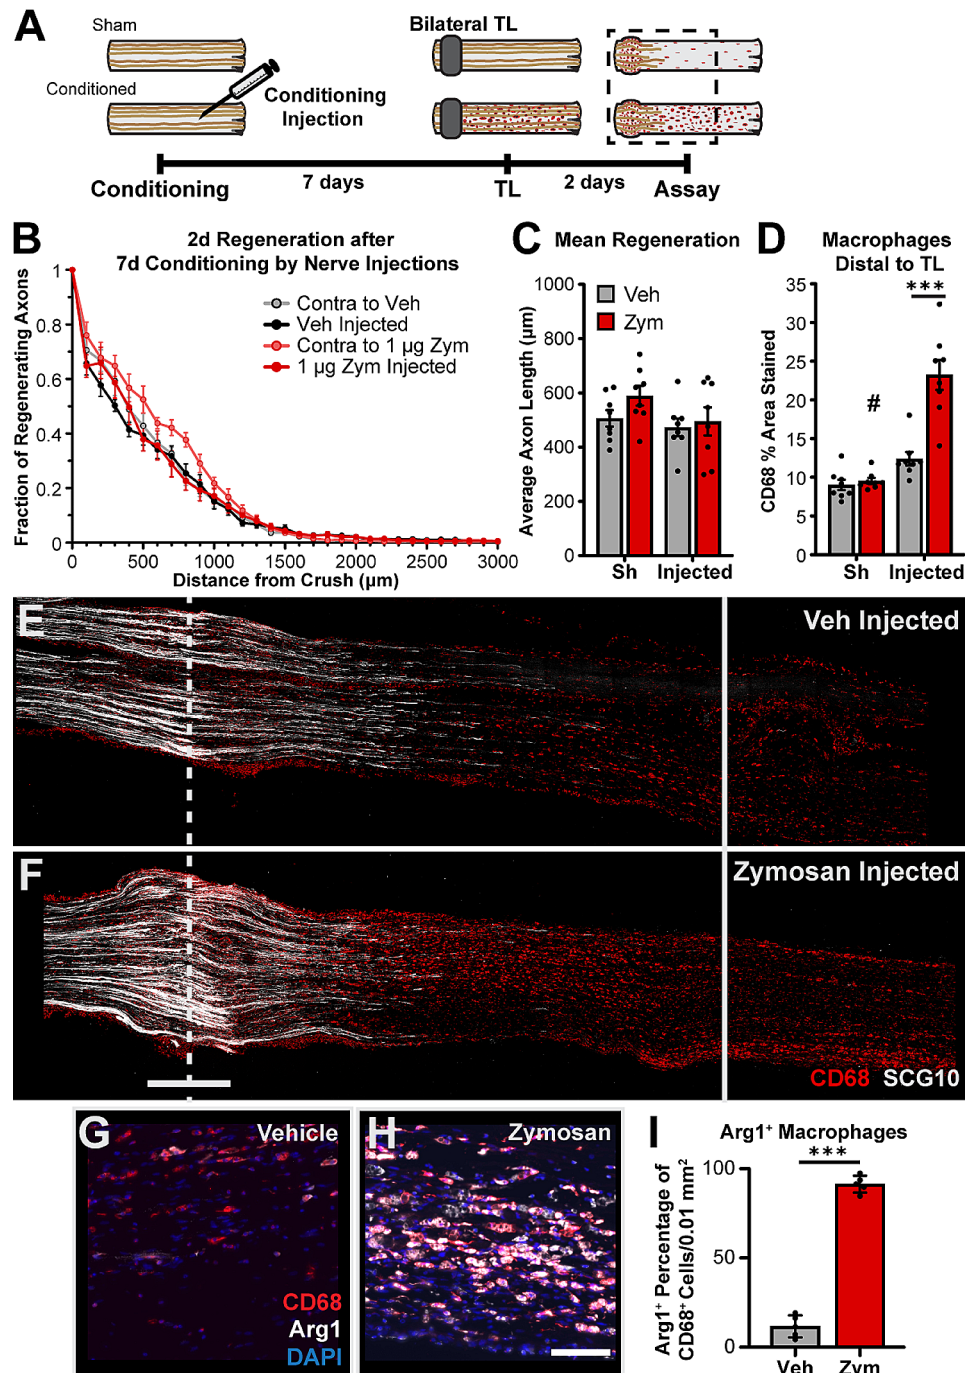 A
Sham
Conditioned
Conditioning
Injection
Bilateral TL
Conditioning
7 days
TL
2 days
Assay
B
2d Regeneration after
7d Conditioning by Nerve Injections
Fraction of Regenerating Axons
1
0.8
0.6
0.4
0.2
0
Contra to Veh
Veh Injected
Contra to 1 µg Zym
1 µg Zym Injected
0
500
1000
1500
2000
2500
3000
Distance from Crush (µm)
C
Mean Regeneration
Average Axon Length (µm)
1000
800
600
400
200
0
Veh
Zym
Sh
Injected
D
Macrophages
Distal to TL
CD68 % Area Stained
35
30
25
20
15
10
5
0
#
***
Sh
Injected
E
Veh Injected
F
Zymosan Injected
CD68 SCG10
G
Vehicle
CD68
Arg1
DAPI
H
Zymosan
I
Arg1⁺ Macrophages
***
Arg1⁺ Percentage of
CD68⁺ Cells/0.01 mm²
100
50
0
Veh
Zym